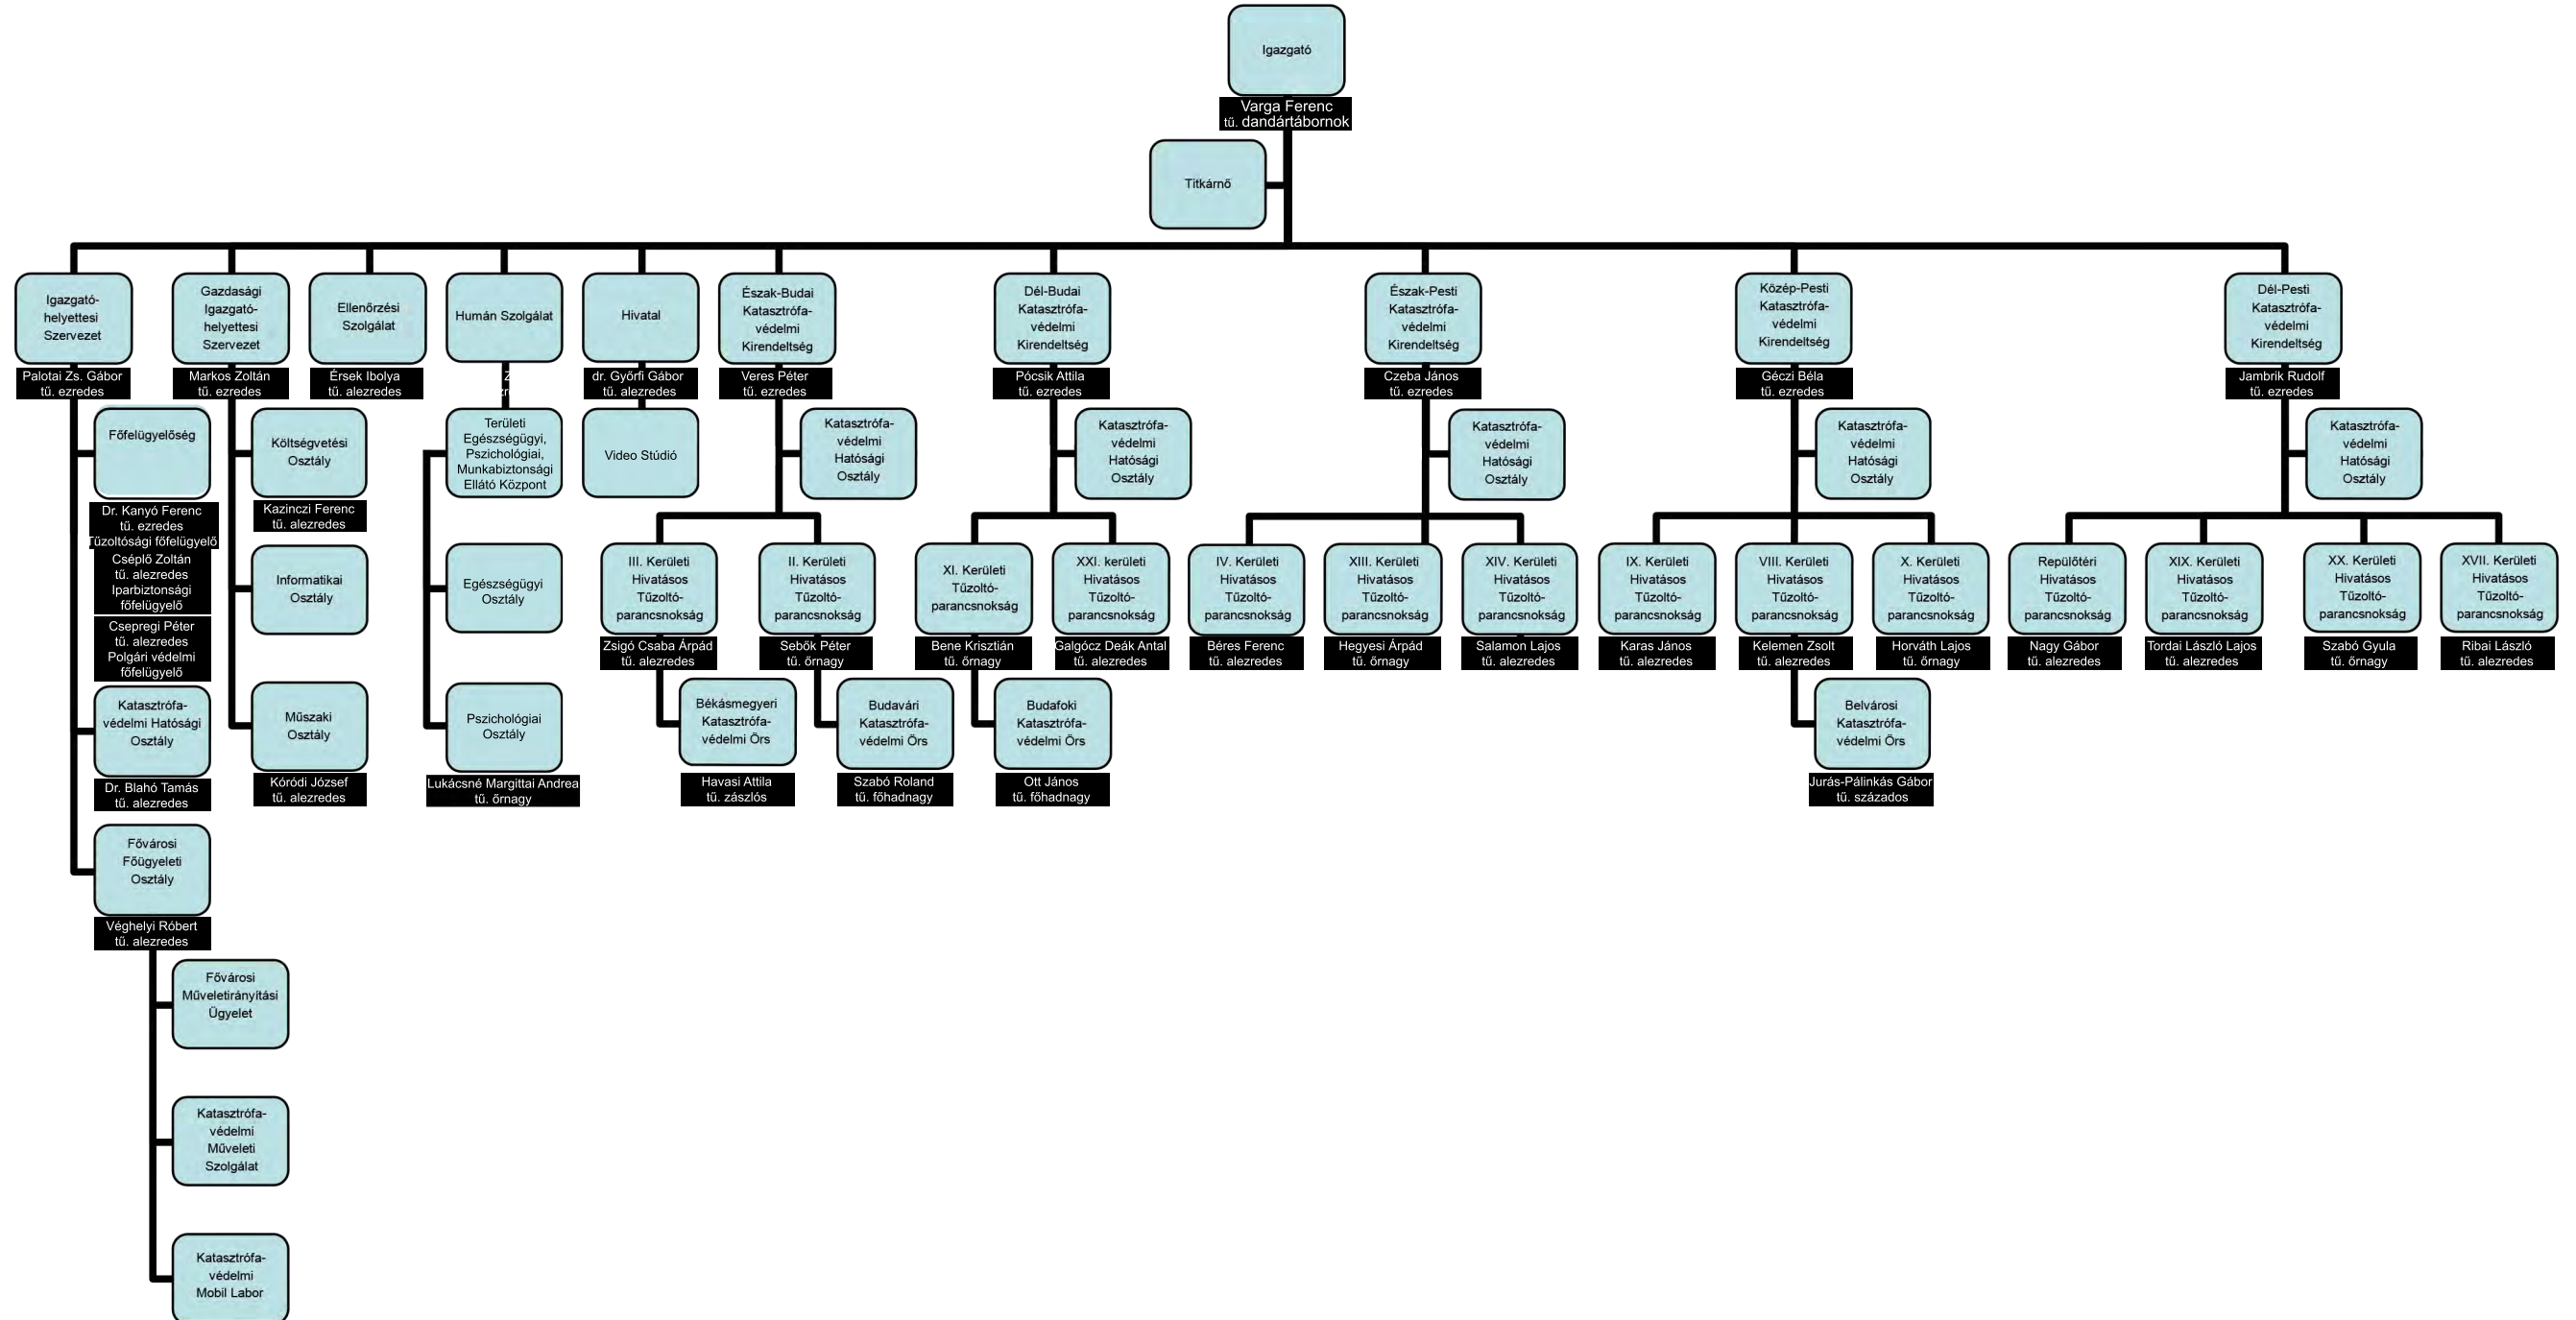 Igazgató
Varga Ferenc
tű. dandártábornok
Titkárnő
Igazgató-
helyettesi
Szervezet
Palotai Zs. Gábor
tű. ezredes
Gazdasági
Igazgató-
helyettesi
Szervezet
Markos Zoltán
tű. ezredes
Ellenőrzési
Szolgálat
Érsek Ibolya
tű. alezredes
Humán Szolgálat
Hivatal
dr. Győrfi Gábor
tű. alezredes
Észak-Budai
Katasztrófa-
védelmi
Kirendeltség
Veres Péter
tű. ezredes
Dél-Budai
Katasztrófa-
védelmi
Kirendeltség
Pócsik Attila
tű. ezredes
Észak-Pesti
Katasztrófa-
védelmi
Kirendeltség
Czeba János
tű. ezredes
Közép-Pesti
Katasztrófa-
védelmi
Kirendeltség
Géczi Béla
tű. ezredes
Dél-Pesti
Katasztrófa-
védelmi
Kirendeltség
Jambrik Rudolf
tű. ezredes
Főfelügyelőség
Dr. Kanyó Ferenc
tű. ezredes
Tűzoltósági főfelügyelő
Cséplő Zoltán
tű. alezredes
Iparbiztonsági
főfelügyelő
Csepregi Péter
tű. alezredes
Polgári védelmi
főfelügyelő
Katasztrófa-
védelmi Hatósági
Osztály
Dr. Blahó Tamás
tű. alezredes
Fővárosi
Főügyeleti
Osztály
Véghelyi Róbert
tű. alezredes
Fővárosi
Műveletirányítási
Ügyelet
Katasztrófa-
védelmi
Műveleti
Szolgálat
Katasztrófa-
védelmi
Mobil Labor
Költségvetési
Osztály
Kazinczi Ferenc
tű. alezredes
Informatikai
Osztály
Műszaki
Osztály
Kóródi József
tű. alezredes
Területi
Egészségügyi,
Pszichológiai,
Munkabiztonsági
Ellátó Központ
Egészségügyi
Osztály
Pszichológiai
Osztály
Lukácsné Margittai Andrea
tű. őrnagy
Video Stúdió
Katasztrófa-
védelmi
Hatósági
Osztály
III. Kerületi
Hivatásos
Tűzoltó-
parancsnokság
Zsigó Csaba Árpád
tű. alezredes
Békásmegyeri
Katasztrófa-
védelmi Örs
Havasi Attila
tű. zászlós
II. Kerületi
Hivatásos
Tűzoltó-
parancsnokság
Sebők Péter
tű. őrnagy
Budavári
Katasztrófa-
védelmi Örs
Szabó Roland
tű. főhadnagy
Katasztrófa-
védelmi
Hatósági
Osztály
XI. Kerületi
Tűzoltó-
parancsnokság
Bene Krisztián
tű. őrnagy
Budafoki
Katasztrófa-
védelmi Örs
Ott János
tű. főhadnagy
XXI. kerületi
Hivatásos
Tűzoltó-
parancsnokság
Galgócz Deák Antal
tű. alezredes
Katasztrófa-
védelmi
Hatósági
Osztály
IV. Kerületi
Hivatásos
Tűzoltó-
parancsnokság
Béres Ferenc
tű. alezredes
XIII. Kerületi
Hivatásos
Tűzoltó-
parancsnokság
Hegyesi Árpád
tű. őrnagy
XIV. Kerületi
Hivatásos
Tűzoltó-
parancsnokság
Salamon Lajos
tű. alezredes
Katasztrófa-
védelmi
Hatósági
Osztály
IX. Kerületi
Hivatásos
Tűzoltó-
parancsnokság
Karas János
tű. alezredes
VIII. Kerületi
Hivatásos
Tűzoltó-
parancsnokság
Kelemen Zsolt
tű. alezredes
Belvárosi
Katasztrófa-
védelmi Örs
Jurás-Pálinkás Gábor
tű. százados
X. Kerületi
Hivatásos
Tűzoltó-
parancsnokság
Horváth Lajos
tű. őrnagy
Katasztrófa-
védelmi
Hatósági
Osztály
Repülőtéri
Hivatásos
Tűzoltó-
parancsnokság
Nagy Gábor
tű. alezredes
XIX. Kerületi
Hivatásos
Tűzoltó-
parancsnokság
Tordai László Lajos
tű. alezredes
XX. Kerületi
Hivatásos
Tűzoltó-
parancsnokság
Szabó Gyula
tű. őrnagy
XVII. Kerületi
Hivatásos
Tűzoltó-
parancsnokság
Ribai László
tű. alezredes